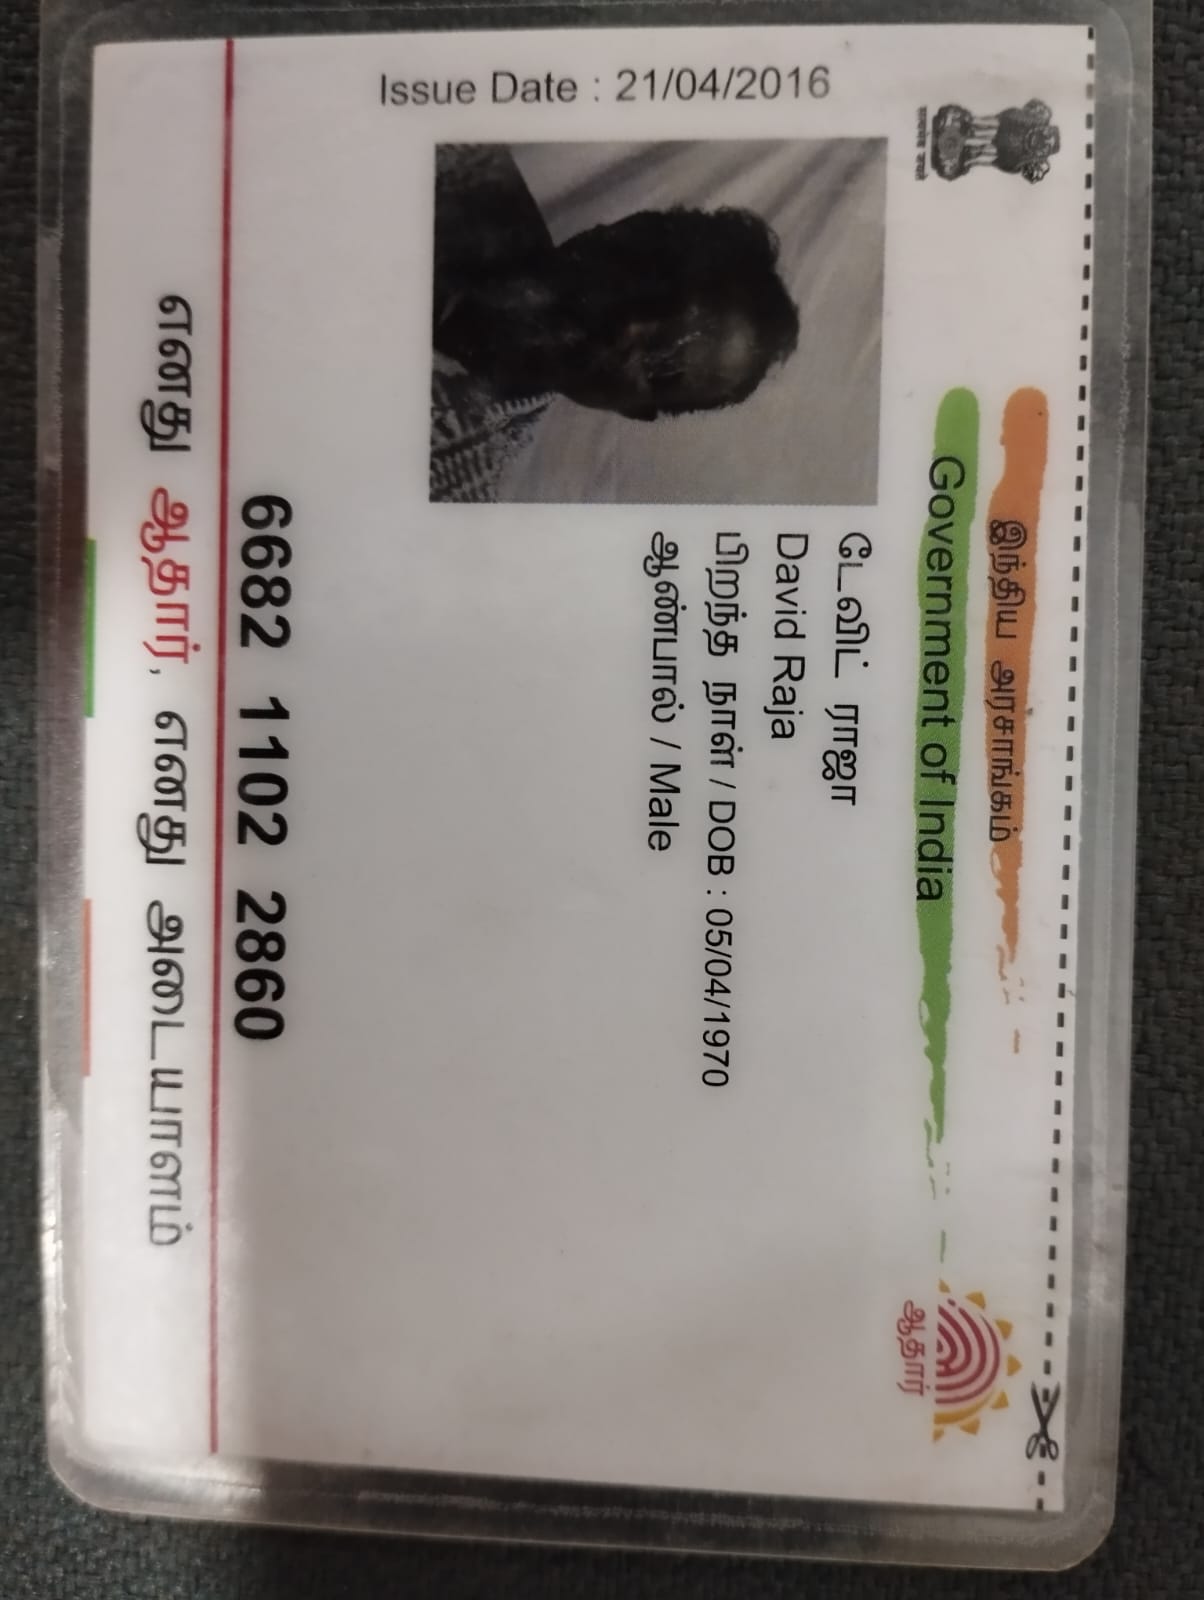 இந்திய அரசாங்கம்
Government of India
Issue Date : 21/04/2016
டேவிட் ராஜா
David Raja
பிறந்த நாள் / DOB : 05/04/1970
ஆண்பால் / Male
ஆதார்
6682 1102 2860
எனது ஆதார், எனது அடையாளம்